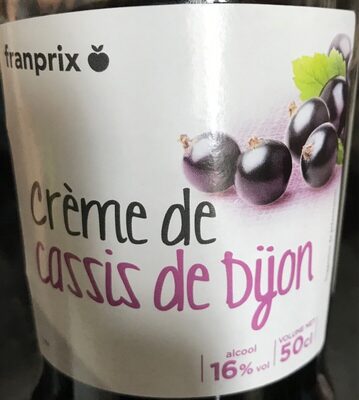 franprix
Crème de
cassis de Dijon
alcool
16% vol
VOLUME NET
50cl